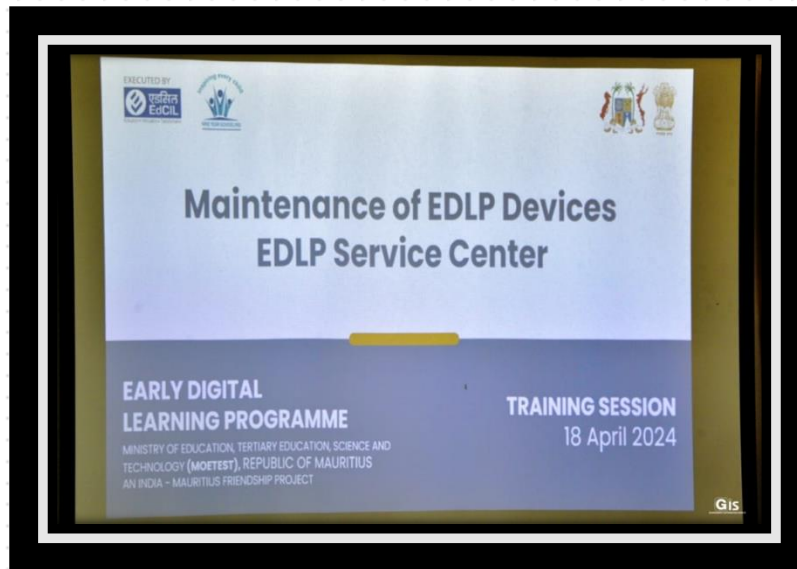 EXECUTED BY
एडसिल
EdCIL
Maintenance of EDLP Devices
EDLP Service Center
EARLY DIGITAL
LEARNING PROGRAMME
MINISTRY OF EDUCATION, TERTIARY EDUCATION, SCIENCE AND
TECHNOLOGY (MOETEST), REPUBLIC OF MAURITIUS
AN INDIA – MAURITIUS FRIENDSHIP PROJECT
TRAINING SESSION
18 April 2024
Gis